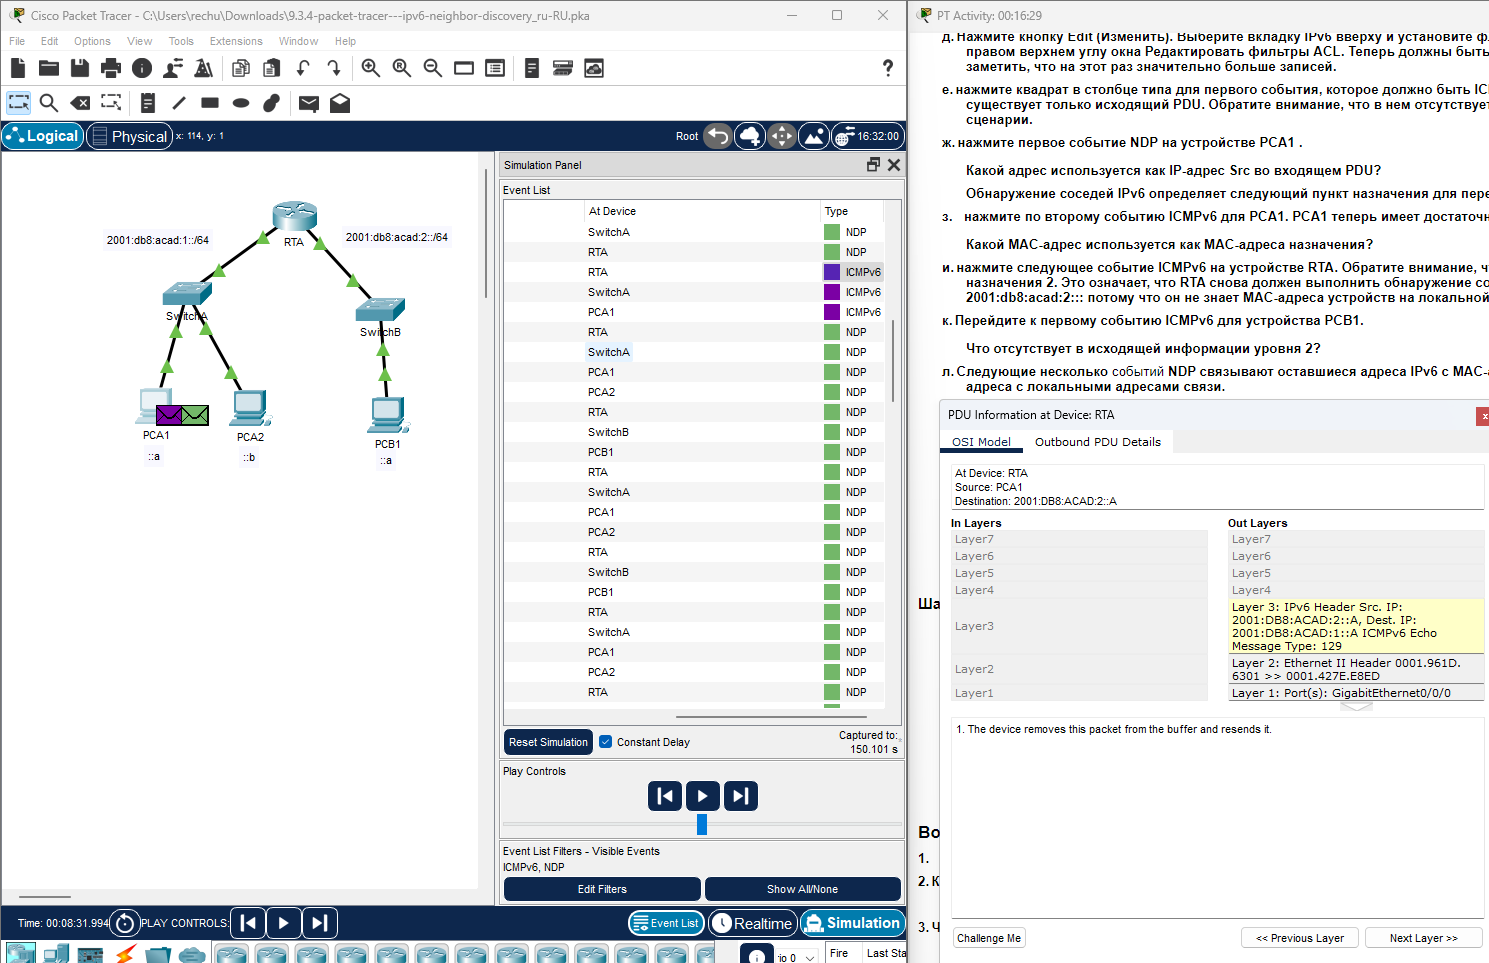 Cisco Packet Tracer - C:\Users\rechu\Downloads\9.3.4-packet-tracer---ipv6-neighbor-discovery_ru-RU.pka
File Edit Options View Tools Extensions Window Help
Logical Physical x: 114, y: 1
Root 16:32:00
2001:db8:acad:1::/64
2001:db8:acad:2::/64
RTA
SwitchA
SwitchB
PCA1
PCA2
PCB1
::a
::b
::a
Simulation Panel
Event List
At Device Type
SwitchA NDP
RTA NDP
RTA ICMPv6
SwitchA ICMPv6
PCA1 ICMPv6
RTA NDP
SwitchA NDP
PCA1 NDP
PCA2 NDP
RTA NDP
SwitchB NDP
PCB1 NDP
RTA NDP
SwitchA NDP
PCA1 NDP
PCA2 NDP
RTA NDP
SwitchB NDP
PCB1 NDP
RTA NDP
SwitchA NDP
PCA1 NDP
PCA2 NDP
RTA NDP
Reset Simulation Constant Delay Captured to:
150.101 s
Play Controls
Event List Filters - Visible Events
ICMPv6, NDP
Edit Filters Show All/None
Time: 00:08:31.994 PLAY CONTROLS: Event List Realtime Simulation
rio 0 Fire Last Sta
PT Activity: 00:16:29
д. Нажмите кнопку Edit (Изменить). Выберите вкладку IPv6 вверху и установите ф
правом верхнем углу окна Редактировать фильтры ACL. Теперь должны быть
заметить, что на этот раз значительно больше записей.
е. нажмите квадрат в столбце типа для первого события, которое должно быть IC
существует только исходящий PDU. Обратите внимание, что в нем отсутствует
сценарии.
ж. нажмите первое событие NDP на устройстве PCA1 .
Какой адрес используется как IP-адрес Src во входящем PDU?
Обнаружение соседей IPv6 определяет следующий пункт назначения для пере
з. нажмите по второму событию ICMPv6 для PCA1. PCA1 теперь имеет достаточн
Какой MAC-адрес используется как MAC-адреса назначения?
и. нажмите следующее событие ICMPv6 на устройстве RTA. Обратите внимание, ч
назначения 2. Это означает, что RTA снова должен выполнить обнаружение со
2001:db8:acad:2::: потому что он не знает MAC-адреса устройств на локальной
к. Перейдите к первому событию ICMPv6 для устройства PCB1.
Что отсутствует в исходящей информации уровня 2?
л. Следующие несколько событий NDP связывают оставшиеся адреса IPv6 с MAC-
адреса с локальными адресами связи.
Ша
Во
1.
2. К
3. Ч
PDU Information at Device: RTA
OSI Model Outbound PDU Details
At Device: RTA
Source: PCA1
Destination: 2001:DB8:ACAD:2::A
In Layers Out Layers
Layer7 Layer7
Layer6 Layer6
Layer5 Layer5
Layer4 Layer4
Layer3
Layer 3: IPv6 Header Src. IP:
2001:DB8:ACAD:2::A, Dest. IP:
2001:DB8:ACAD:1::A ICMPv6 Echo
Message Type: 129
Layer2
Layer 2: Ethernet II Header 0001.961D.
6301 >> 0001.427E.E8ED
Layer1 Layer 1: Port(s): GigabitEthernet0/0/0
1. The device removes this packet from the buffer and resends it.
Challenge Me << Previous Layer Next Layer >>